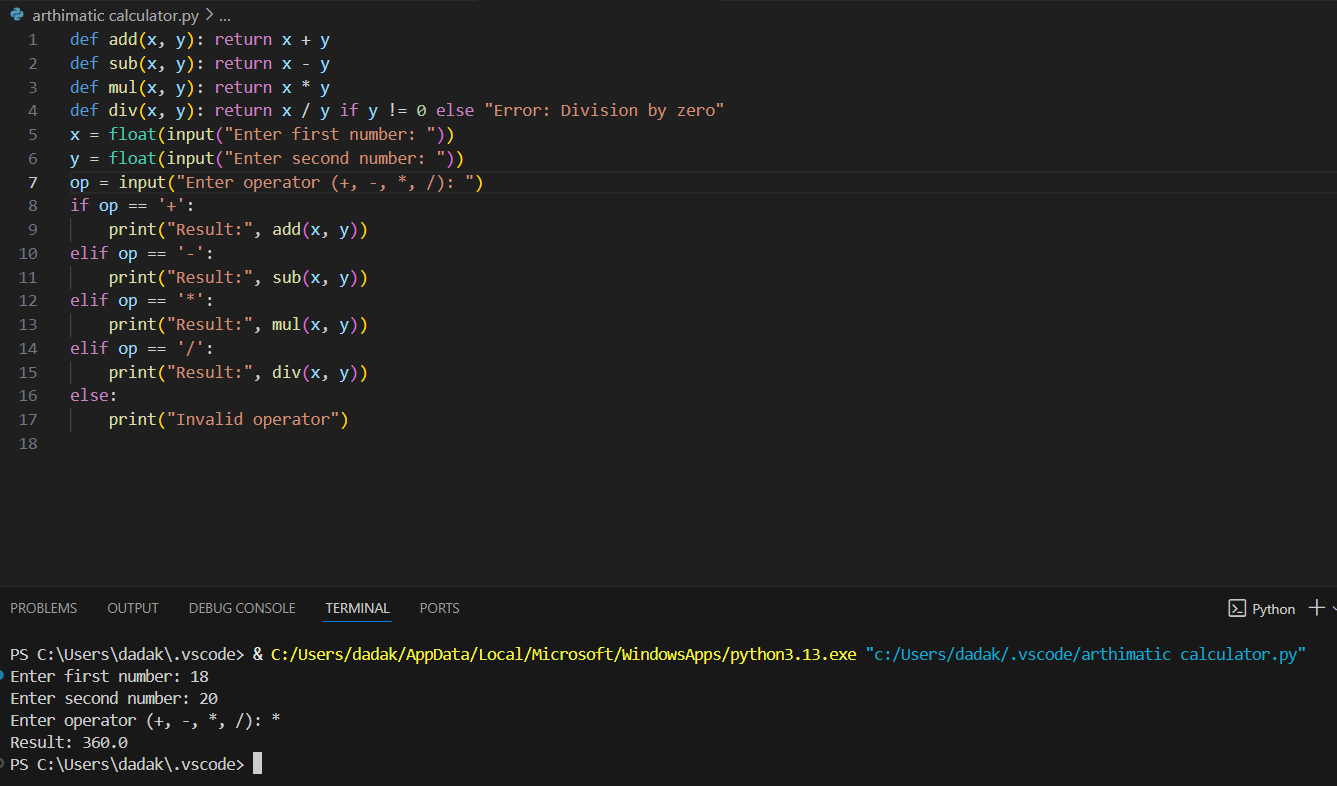 arthimatic calculator.py > ...
1 def add(x, y): return x + y
2 def sub(x, y): return x - y
3 def mul(x, y): return x * y
4 def div(x, y): return x / y if y != 0 else "Error: Division by zero"
5 x = float(input("Enter first number: "))
6 y = float(input("Enter second number: "))
7 op = input("Enter operator (+, -, *, /): ")
8 if op == '+':
9     print("Result:", add(x, y))
10 elif op == '-':
11     print("Result:", sub(x, y))
12 elif op == '*':
13     print("Result:", mul(x, y))
14 elif op == '/':
15     print("Result:", div(x, y))
16 else:
17     print("Invalid operator")
18
PROBLEMS OUTPUT DEBUG CONSOLE TERMINAL PORTS Python
PS C:\Users\dadak\.vscode> & C:/Users/dadak/AppData/Local/Microsoft/WindowsApps/python3.13.exe "c:/Users/dadak/.vscode/arthimatic calculator.py"
Enter first number: 18
Enter second number: 20
Enter operator (+, -, *, /): *
Result: 360.0
PS C:\Users\dadak\.vscode>